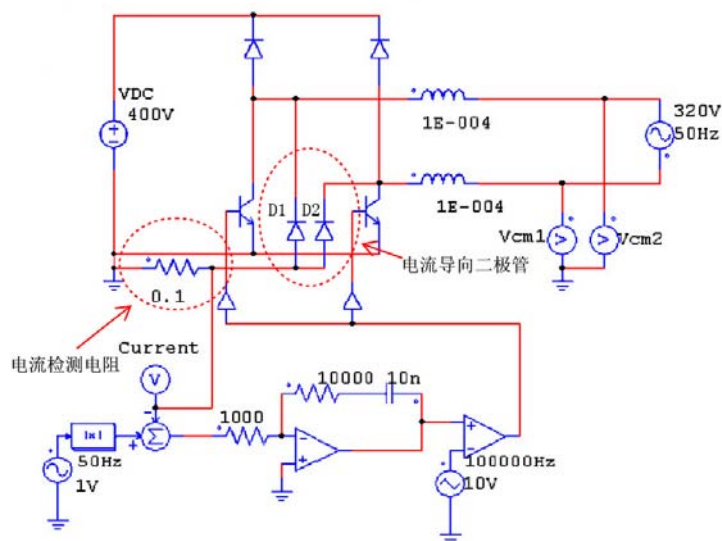 VDC
400V
1E-004
320V
50Hz
1E-004
D1 D2
Vcm1
Vcm2
电流导向二极管
0.1
电流检测电阻
Current
V
10000 10n
1000
|x|
Σ
50Hz
1V
100000Hz
10V